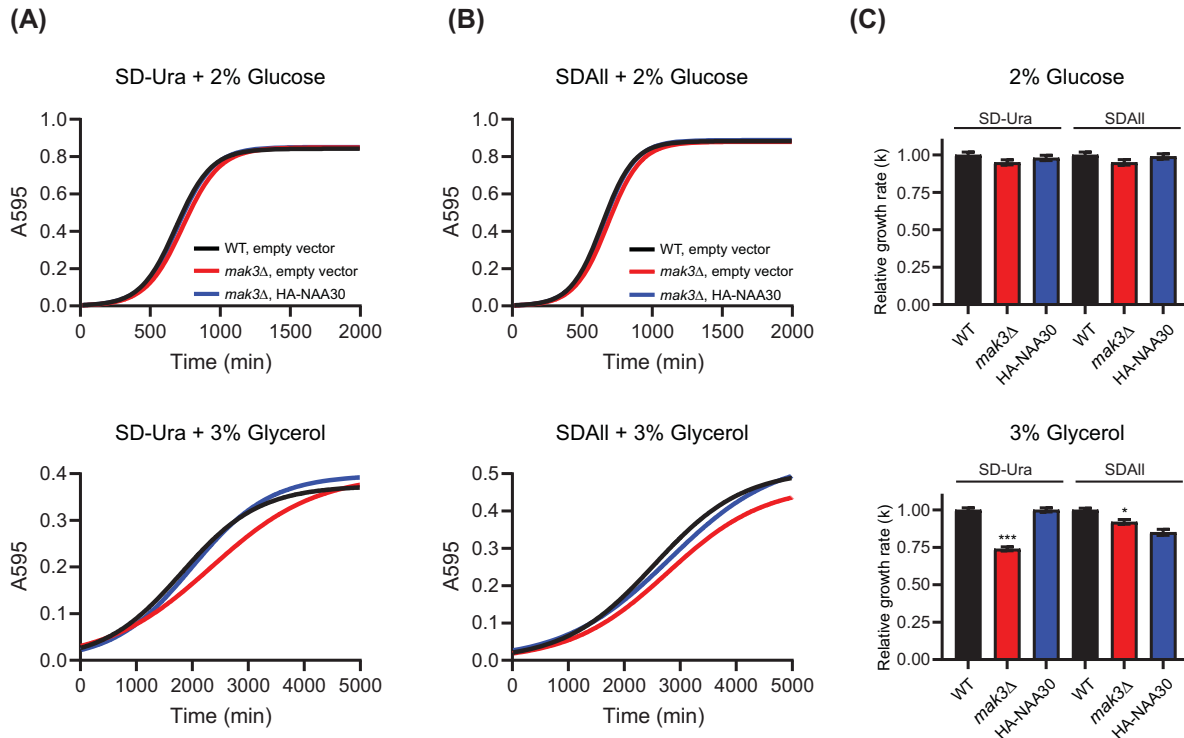 (A)
SD-Ura + 2% Glucose
A595
1.0
0.8
0.6
0.4
0.2
0.0
WT, empty vector
mak3Δ, empty vector
mak3Δ, HA-NAA30
0 500 1000 1500 2000
Time (min)
SD-Ura + 3% Glycerol
A595
0.4
0.3
0.2
0.1
0.0
0 1000 2000 3000 4000 5000
Time (min)
(B)
SDAll + 2% Glucose
A595
1.0
0.8
0.6
0.4
0.2
0.0
WT, empty vector
mak3Δ, empty vector
mak3Δ, HA-NAA30
0 500 1000 1500 2000
Time (min)
SDAll + 3% Glycerol
A595
0.5
0.4
0.3
0.2
0.1
0.0
0 1000 2000 3000 4000 5000
Time (min)
(C)
2% Glucose
SD-Ura SDAll
Relative growth rate (k)
1.00
0.75
0.50
0.25
0.00
WT mak3Δ HA-NAA30 WT mak3Δ HA-NAA30
3% Glycerol
SD-Ura SDAll
Relative growth rate (k)
1.00
0.75
0.50
0.25
0.00
*** *
WT mak3Δ HA-NAA30 WT mak3Δ HA-NAA30